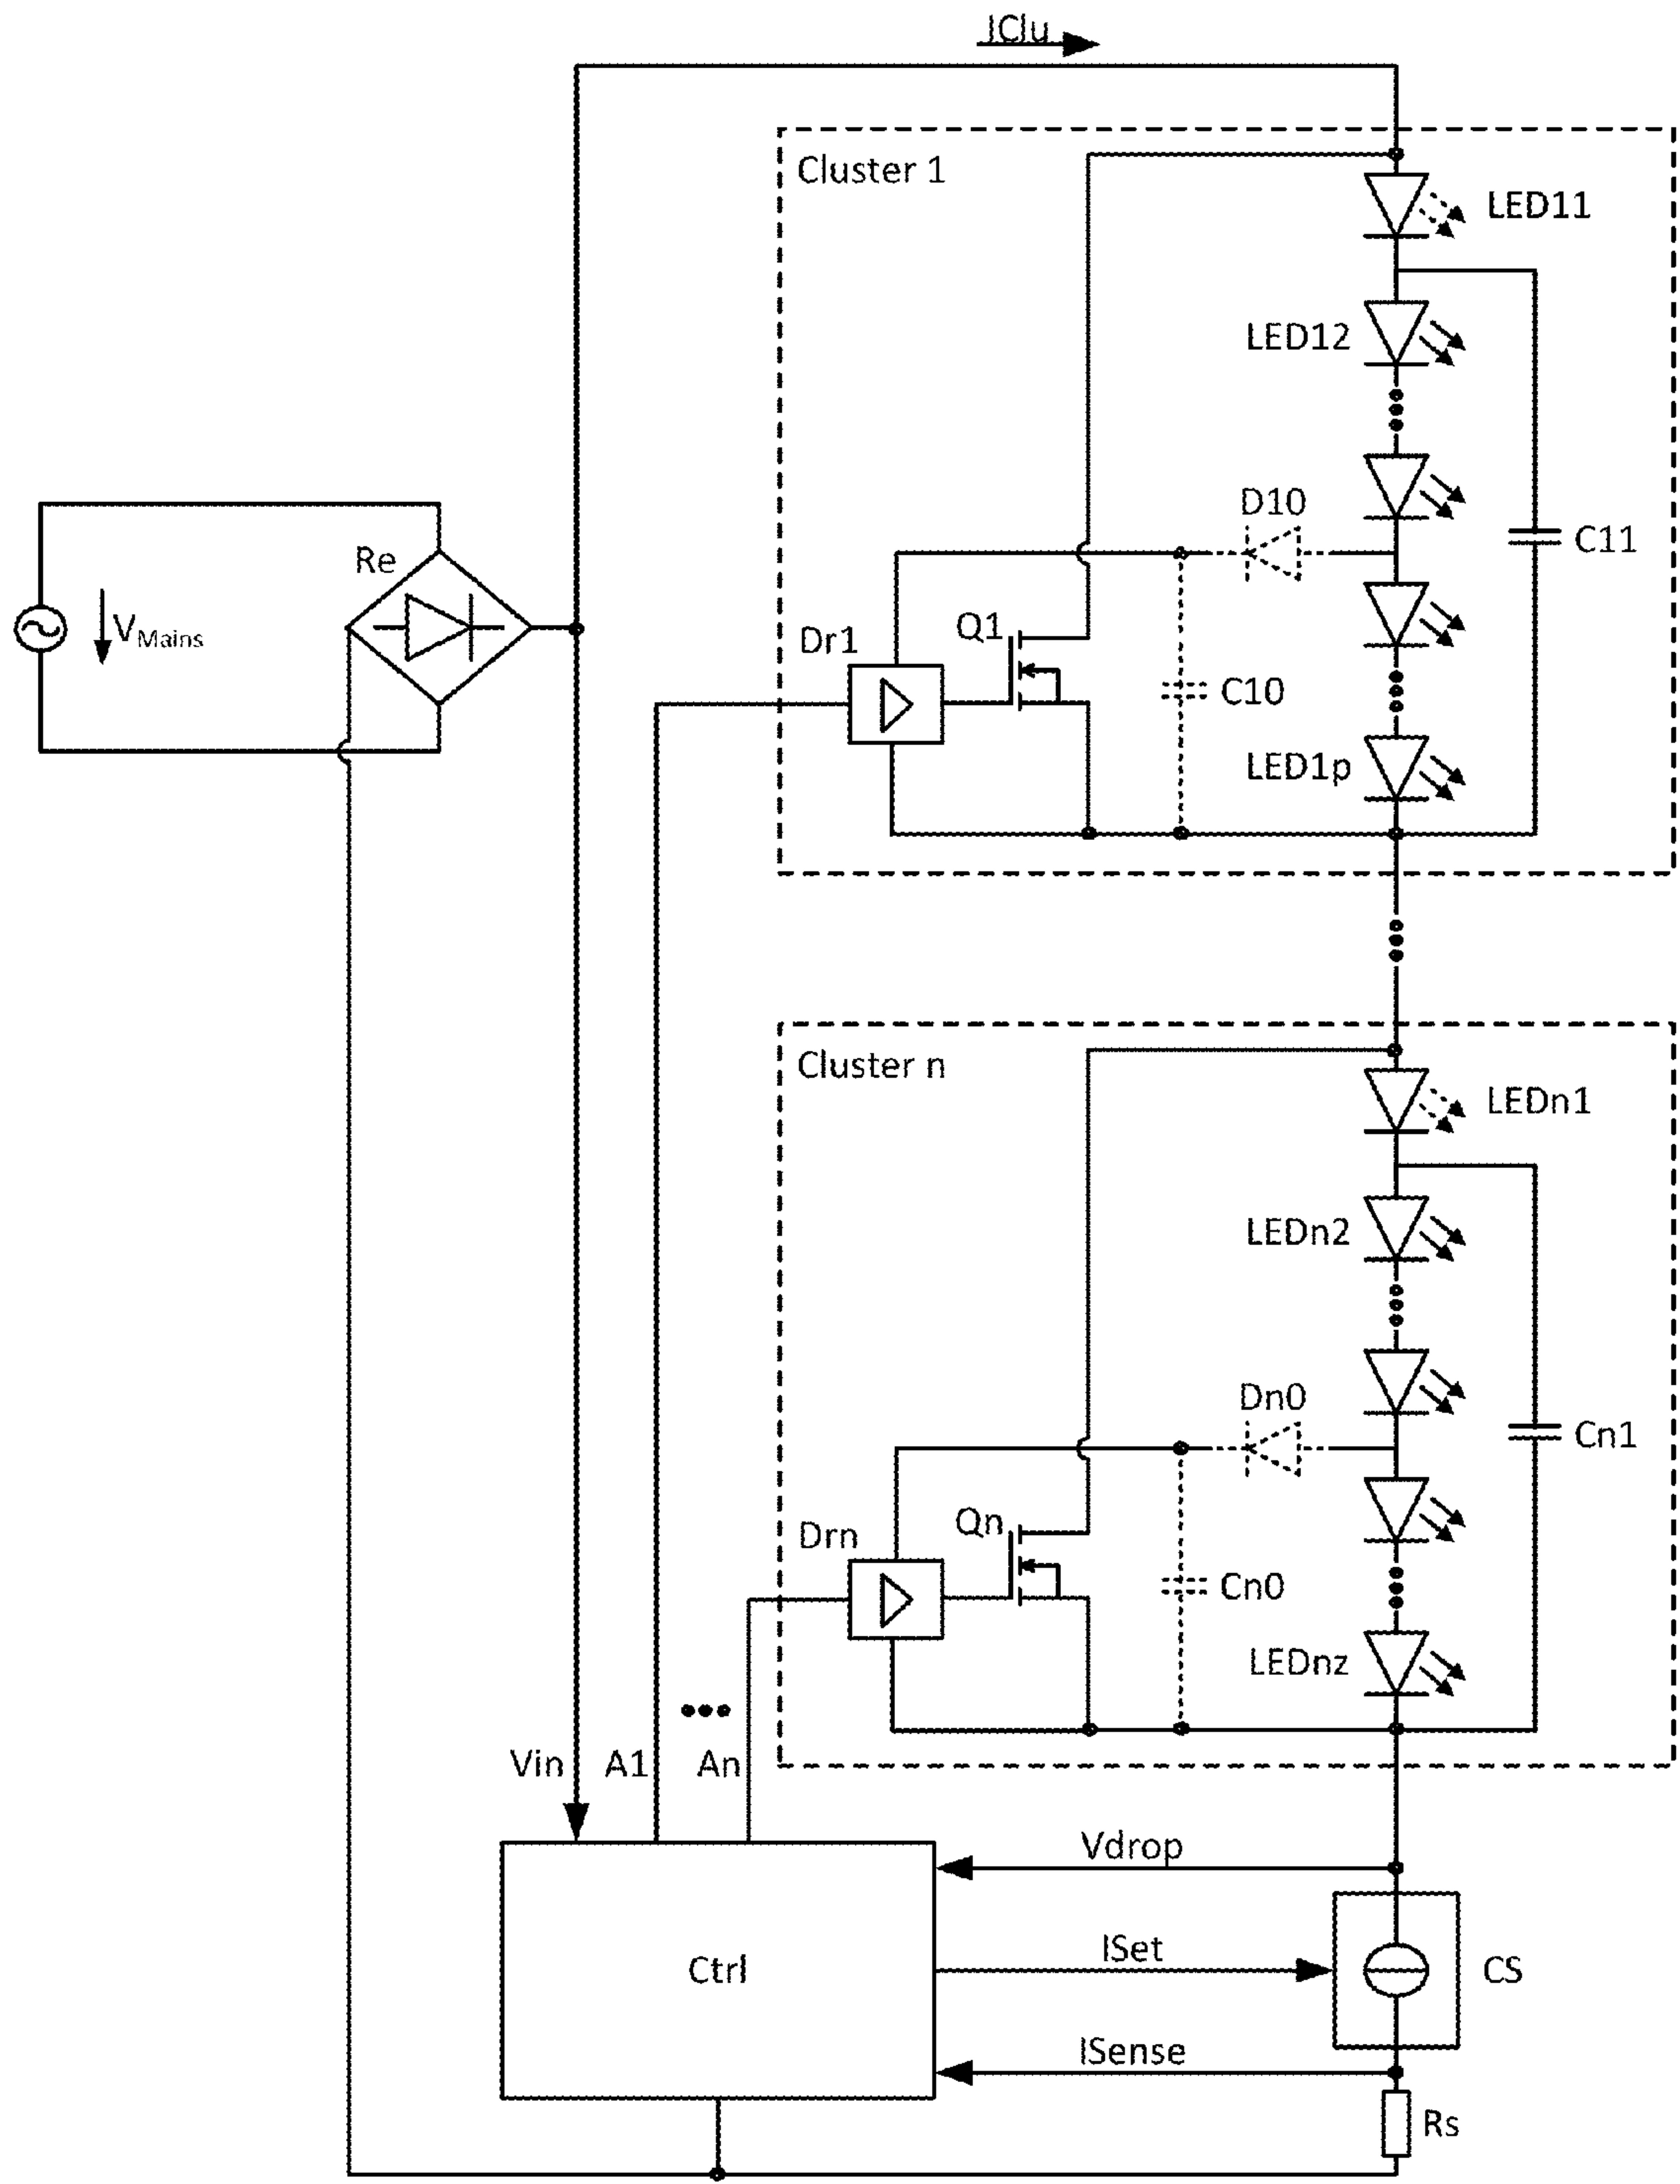 IClu
Cluster 1
LED11
LED12
D10
C11
Re
VMains
Dr1
Q1
C10
LED1p
Cluster n
LEDn1
LEDn2
Dn0
Cn1
Drn
Qn
Cn0
LEDnz
Vin
A1
An
Vdrop
Ctrl
ISet
CS
ISense
Rs